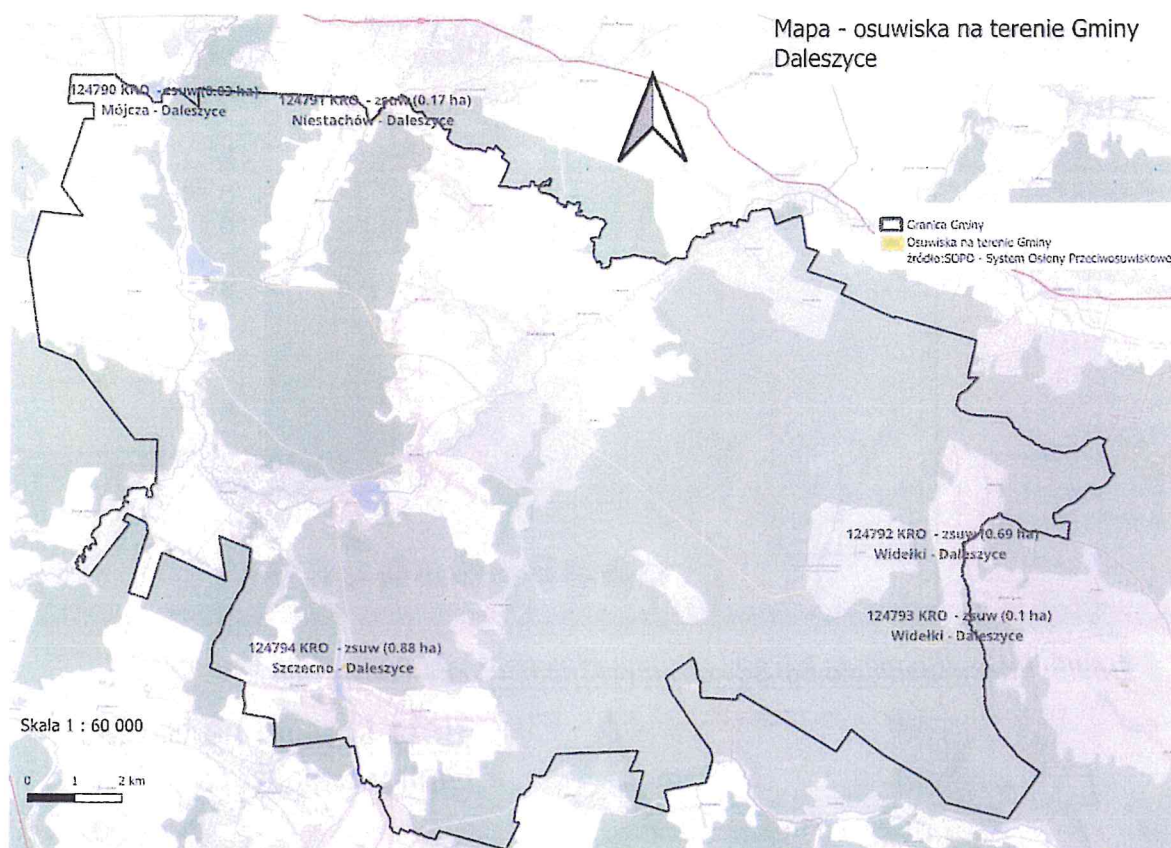 Mapa - osuwiska na terenie Gminy
Daleszyce
124790 KRO - zsuw (0.03 ha)
Mójcza - Daleszyce
124791 KRO - zsuw (0.17 ha)
Niestachów - Daleszyce
Granica Gminy
Osuwiska na terenie Gminy
źródło:SOPO - System Osłony Przeciwosuwiskowe
124792 KRO - zsuw (0.69 ha)
Widełki - Daleszyce
124793 KRO - zsuw (0.1 ha)
Widełki - Daleszyce
124794 KRO - zsuw (0.88 ha)
Szczecno - Daleszyce
Skala 1 : 60 000
0 1 2 km